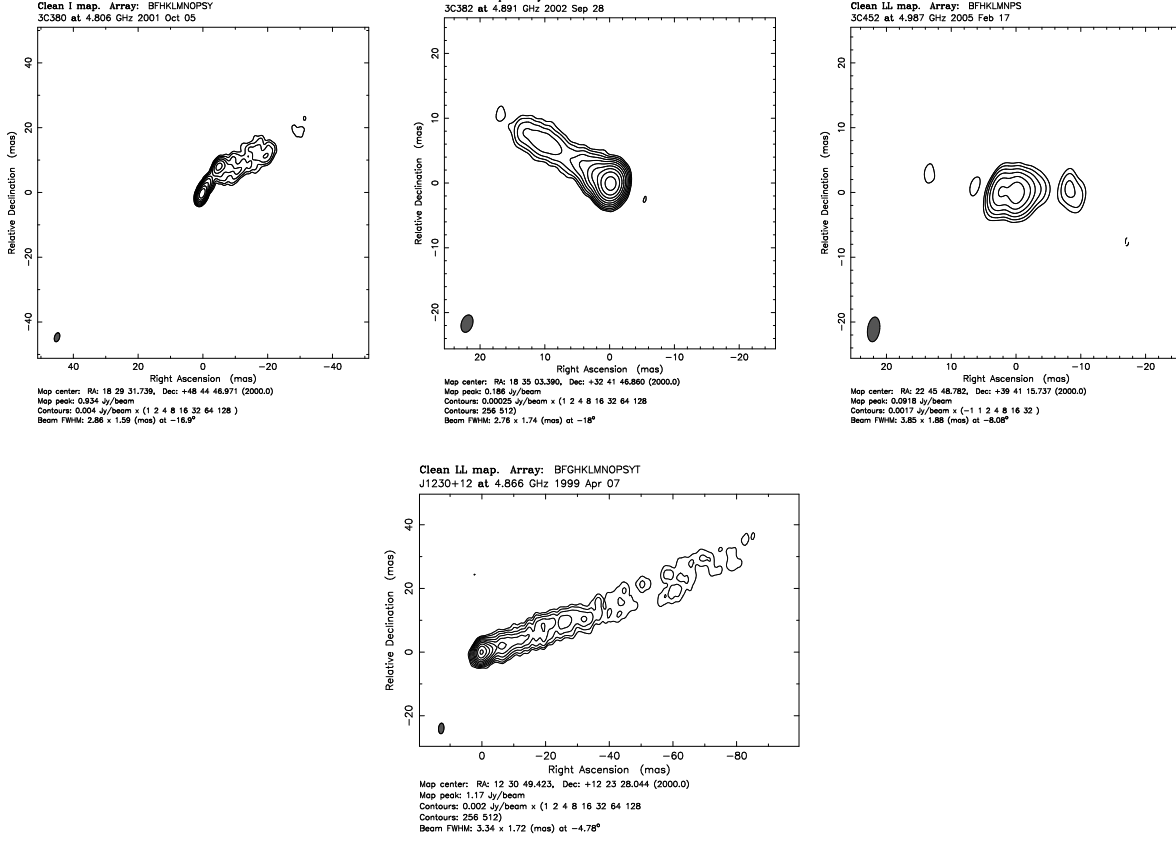 Clean I map. Array: BFHKLMNOPSY
3C380 at 4.806 GHz 2001 Oct 05
40
20
0
−20
−40
Relative Declination (mas)
40
20
0
−20
−40
Right Ascension (mas)
Map center: RA: 18 29 31.739, Dec: +48 44 46.971 (2000.0)
Map peak: 0.934 Jy/beam
Contours: 0.004 Jy/beam x (1 2 4 8 16 32 64 128 )
Beam FWHM: 2.86 x 1.59 (mas) at −16.9°
3C382 at 4.891 GHz 2002 Sep 28
20
10
0
−10
−20
Relative Declination (mas)
20
10
0
−10
−20
Right Ascension (mas)
Map center: RA: 18 35 03.390, Dec: +32 41 46.860 (2000.0)
Map peak: 0.186 Jy/beam
Contours: 0.00025 Jy/beam x (1 2 4 8 16 32 64 128
Contours: 256 512)
Beam FWHM: 2.76 x 1.74 (mas) at −18°
Clean LL map. Array: BFHKLMNPS
3C452 at 4.987 GHz 2005 Feb 17
20
10
0
−10
−20
Relative Declination (mas)
20
10
0
−10
−20
Right Ascension (mas)
Map center: RA: 22 45 48.782, Dec: +39 41 15.737 (2000.0)
Map peak: 0.0918 Jy/beam
Contours: 0.0017 Jy/beam x (−1 1 2 4 8 16 32 )
Beam FWHM: 3.85 x 1.88 (mas) at −8.08°
Clean LL map. Array: BFGHKLMNOPSYT
J1230+12 at 4.866 GHz 1999 Apr 07
40
20
0
−20
Relative Declination (mas)
0
−20
−40
−60
−80
Right Ascension (mas)
Map center: RA: 12 30 49.423, Dec: +12 23 28.044 (2000.0)
Map peak: 1.17 Jy/beam
Contours: 0.002 Jy/beam x (1 2 4 8 16 32 64 128
Contours: 256 512)
Beam FWHM: 3.34 x 1.72 (mas) at −4.78°